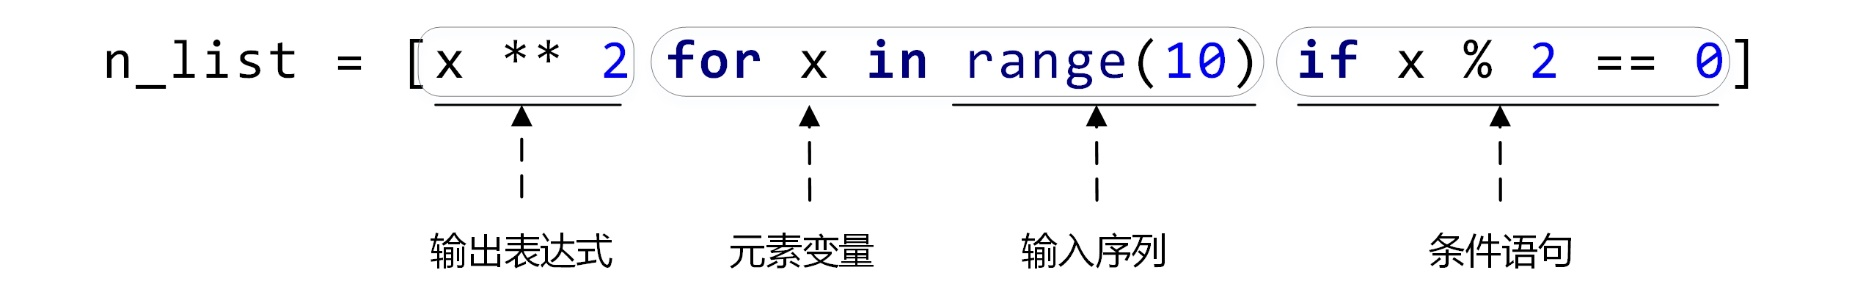 n_list = [x ** 2 for x in range(10) if x % 2 == 0]
输出表达式 元素变量 输入序列 条件语句